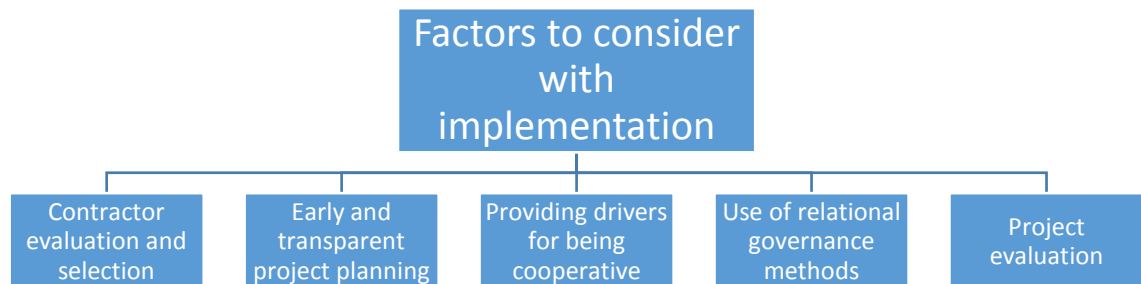 Factors to consider
with
implementation
Contractor
evaluation and
selection
Early and
transparent
project planning
Providing drivers
for being
cooperative
Use of relational
governance
methods
Project
evaluation